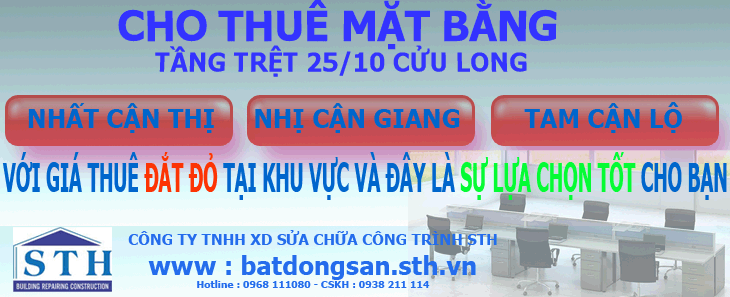 CHO THUÊ MẶT BẰNG
TẦNG TRỆT 25/10 CỬU LONG
NHẤT CẬN THỊ NHỊ CẬN GIANG TAM CẬN LỘ
VỚI GIÁ THUÊ ĐẮT ĐỎ TẠI KHU VỰC VÀ ĐÂY LÀ SỰ LỰA CHỌN TỐT CHO BẠN
STH
BUILDING REPAIRING CONSTRUCTION
CÔNG TY TNHH XD SỬA CHỮA CÔNG TRÌNH STH
www : batdongsan.sth.vn
Hotline : 0968 111080 - CSKH : 0938 211 114